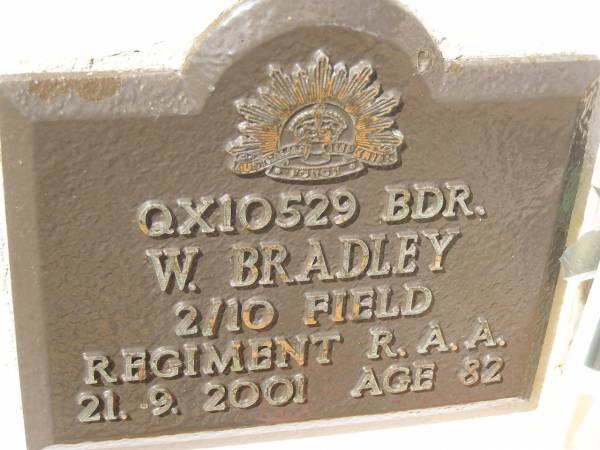 QX10529 BDR.
W. BRADLEY
2/10 FIELD
REGIMENT R.A.A.
21. 9. 2001 AGE 82